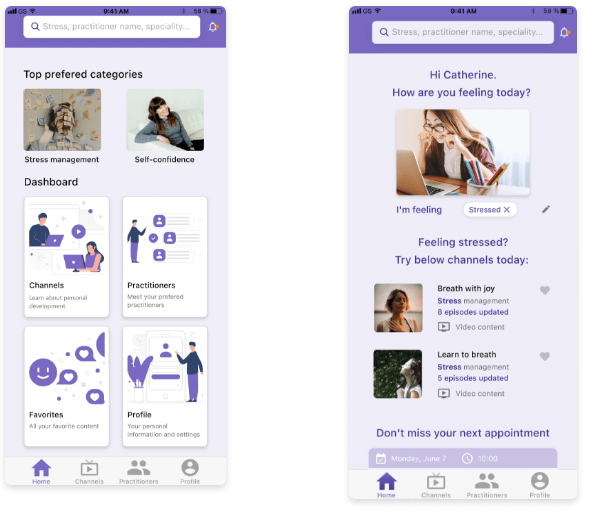 GS 9:41 AM 58 %
Stress, practitioner name, speciality...
Top prefered categories
Stress management
Self-confidence
Dashboard
Channels
Learn about personal
development
Practitioners
Meet your prefered
practitioners
Favorites
All your favorite content
Profile
Your personal
information and settings
Home
Channels
Practitioners
Profile
GS 9:41 AM 58 %
Stress, practitioner name, speciality...
Hi Catherine.
How are you feeling today?
I'm feeling
Stressed
Feeling stressed?
Try below channels today:
Breath with joy
Stress management
8 episodes updated
Video content
Learn to breath
Stress management
5 episodes updated
Video content
Don't miss your next appointment
Monday, June 7
10:00
Home
Channels
Practitioners
Profile